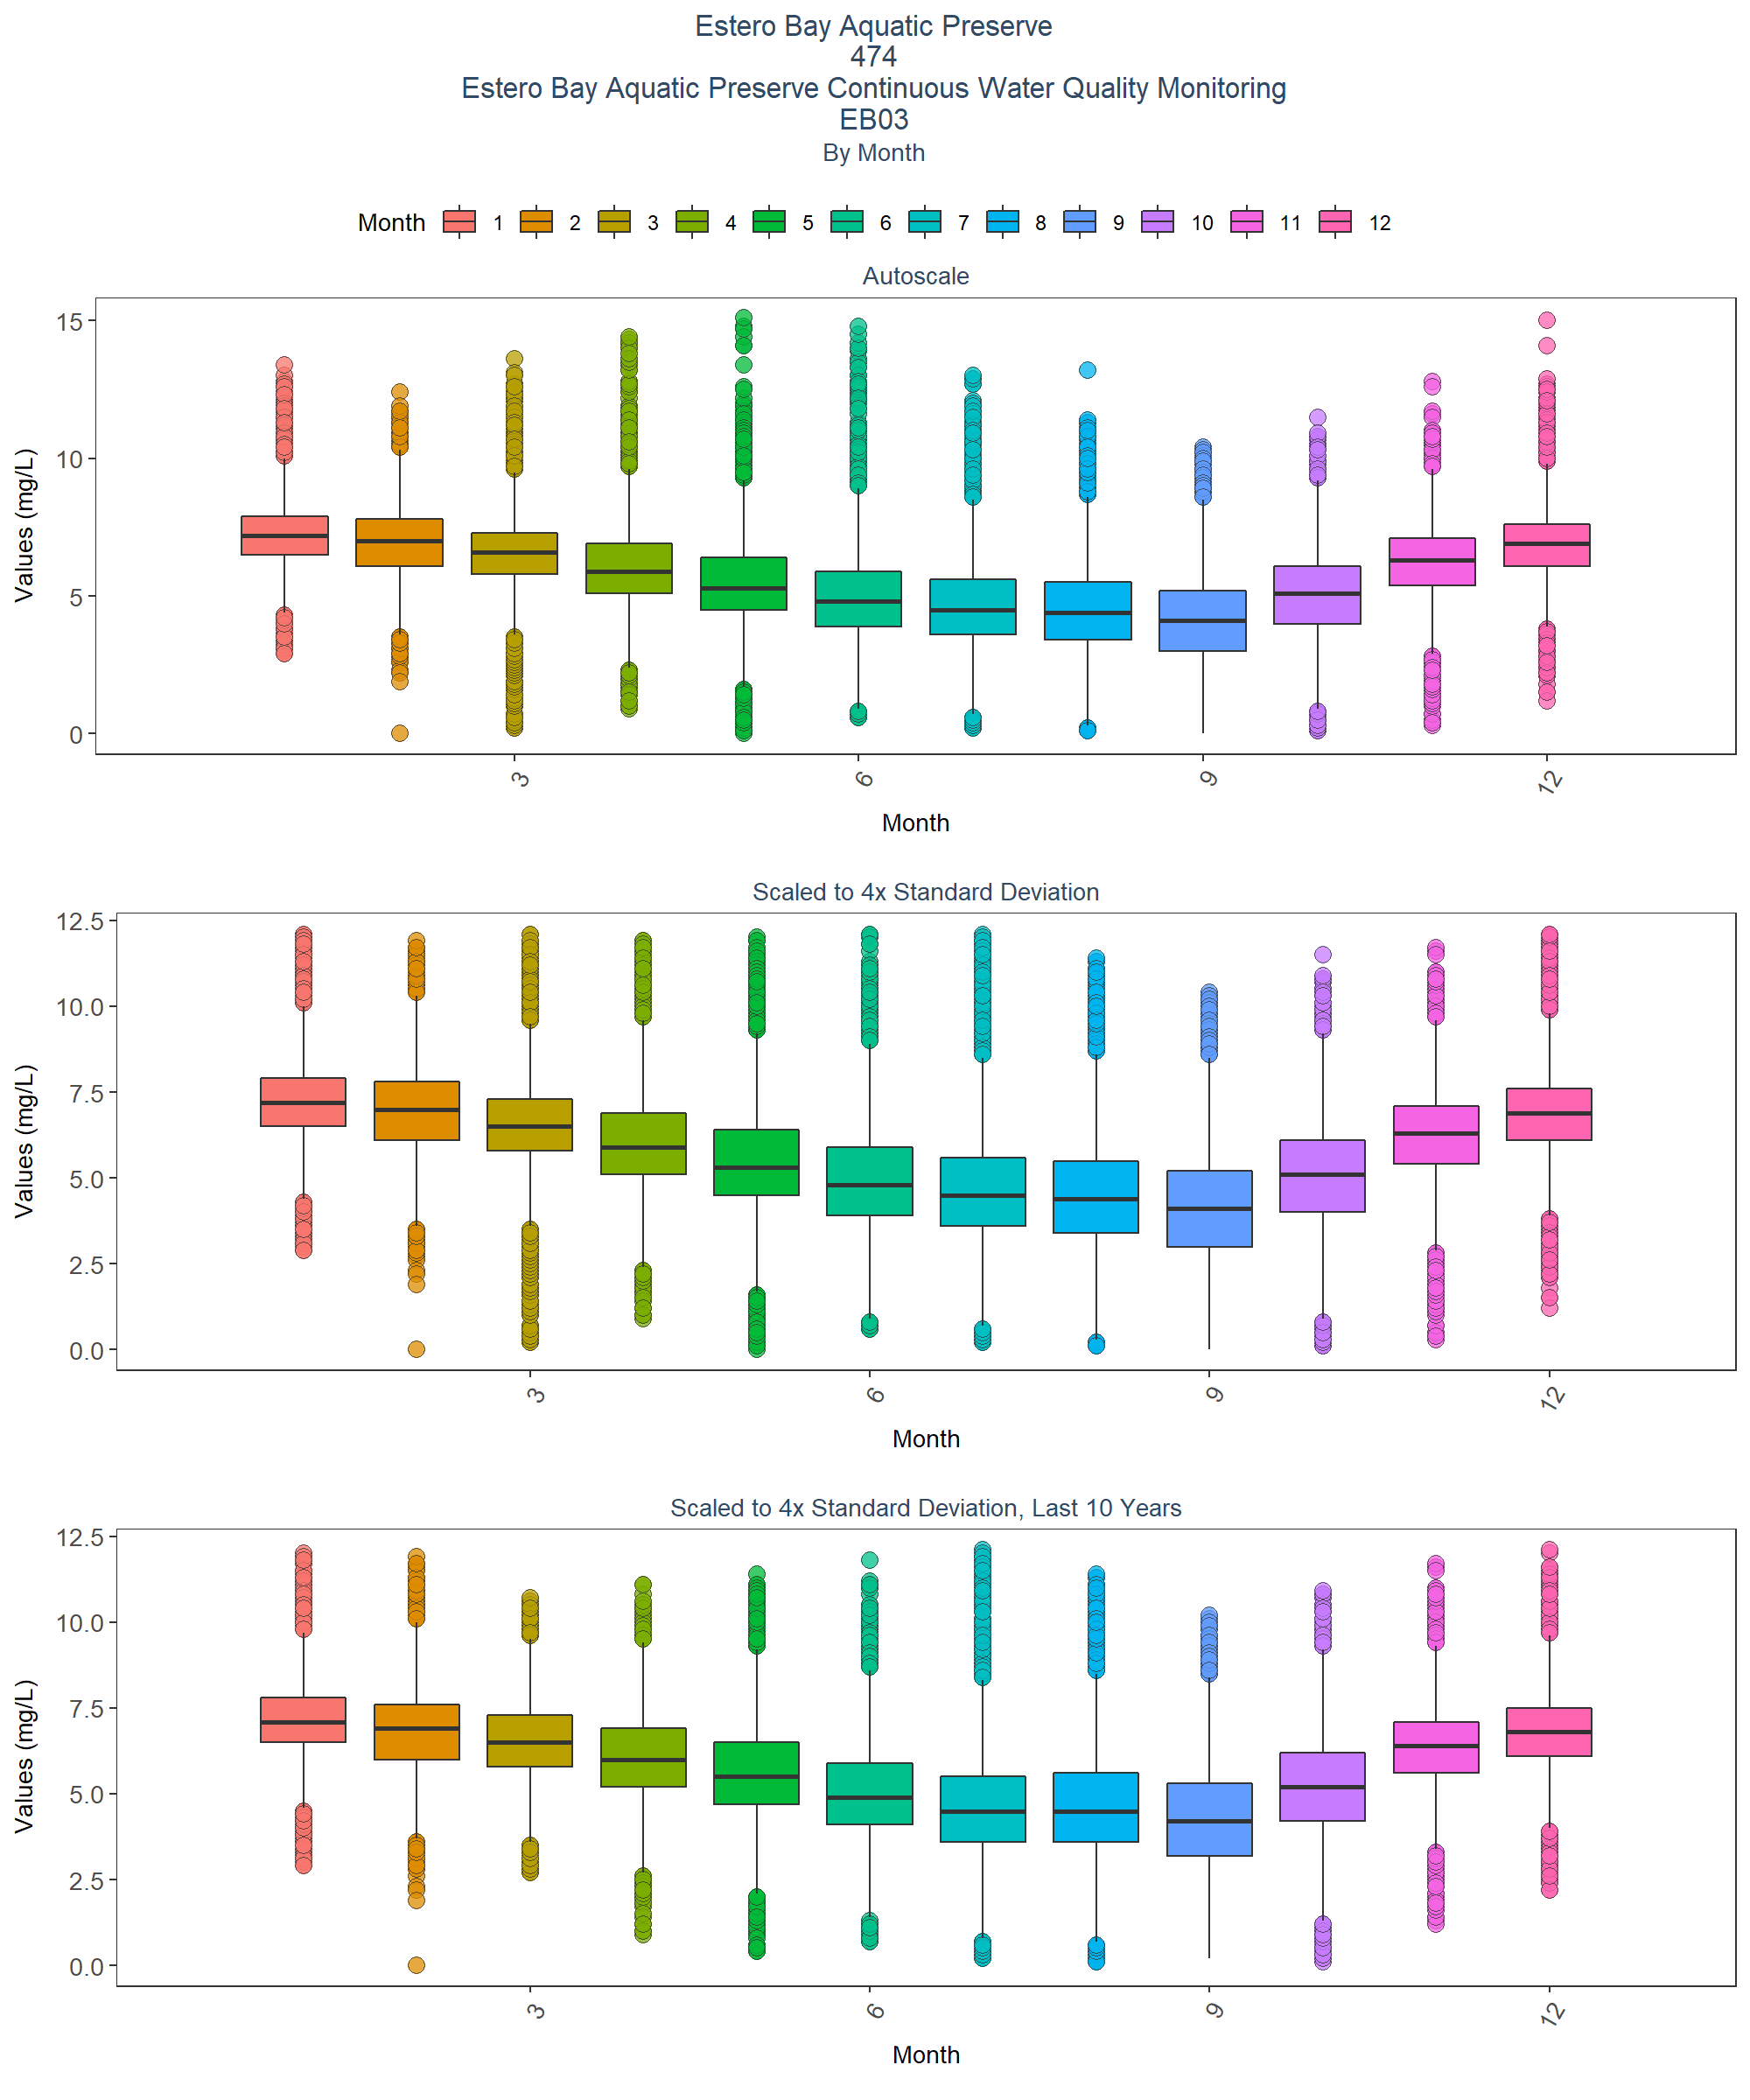 Estero Bay Aquatic Preserve
474
Estero Bay Aquatic Preserve Continuous Water Quality Monitoring
EB03
By Month
Month 1 2 3 4 5 6 7 8 9 10 11 12
Autoscale
Values (mg/L)
15
10
5
0
3 6 9 12
Month
Scaled to 4x Standard Deviation
Values (mg/L)
12.5
10.0
7.5
5.0
2.5
0.0
3 6 9 12
Month
Scaled to 4x Standard Deviation, Last 10 Years
Values (mg/L)
12.5
10.0
7.5
5.0
2.5
0.0
3 6 9 12
Month